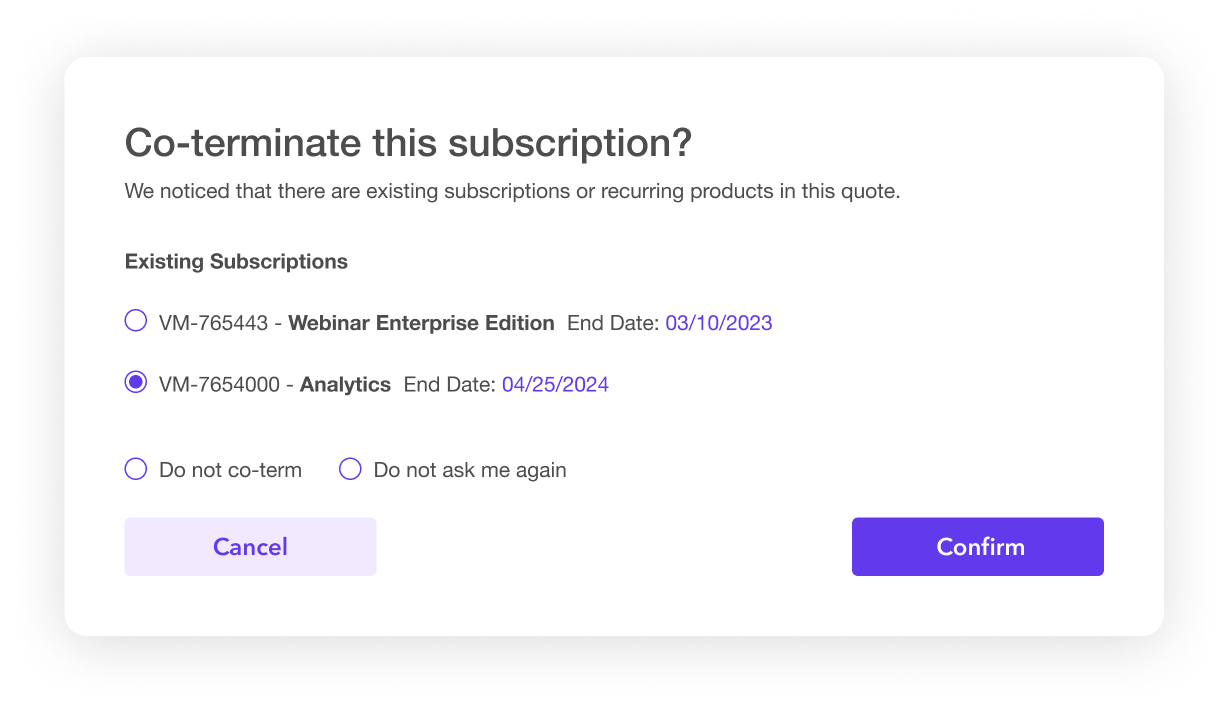 Co-terminate this subscription?
We noticed that there are existing subscriptions or recurring products in this quote.
Existing Subscriptions
VM-765443 - Webinar Enterprise Edition End Date: 03/10/2023
VM-7654000 - Analytics End Date: 04/25/2024
Do not co-term Do not ask me again
Cancel Confirm